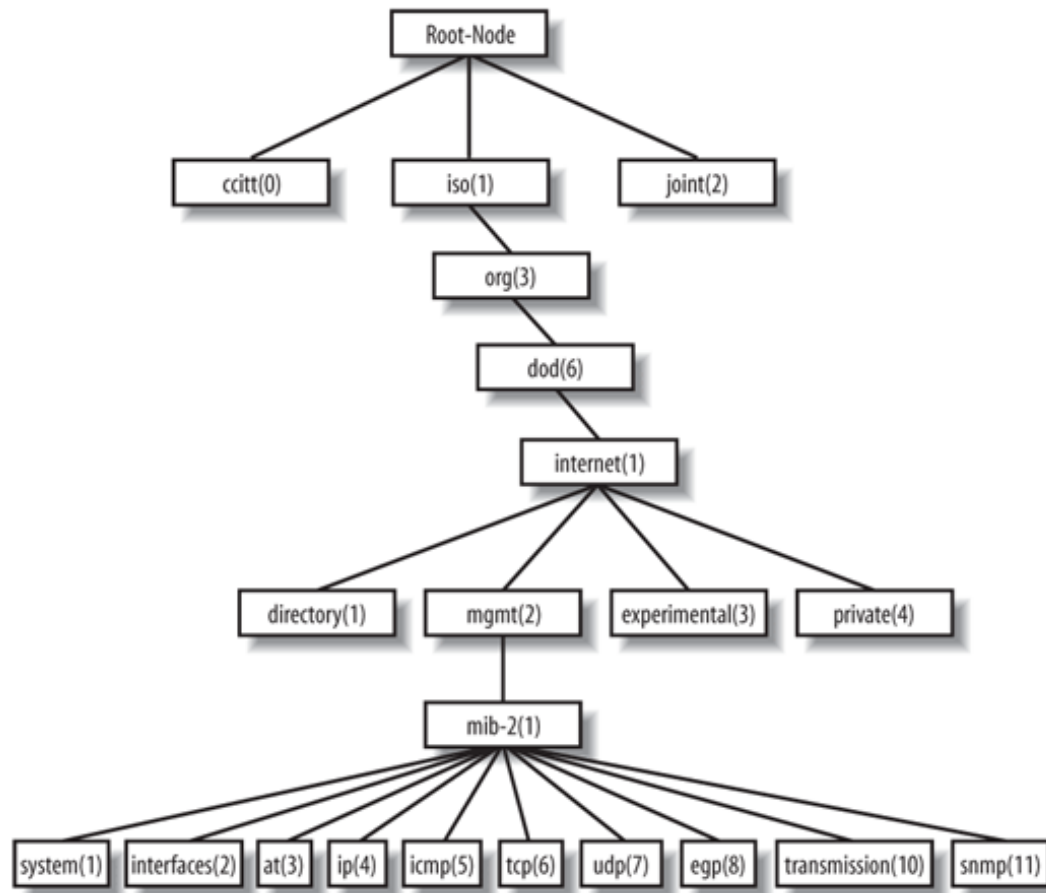 Root-Node
ccitt(0)
iso(1)
joint(2)
org(3)
dod(6)
internet(1)
directory(1)
mgmt(2)
experimental(3)
private(4)
mib-2(1)
system(1)
interfaces(2)
at(3)
ip(4)
icmp(5)
tcp(6)
udp(7)
egp(8)
transmission(10)
snmp(11)